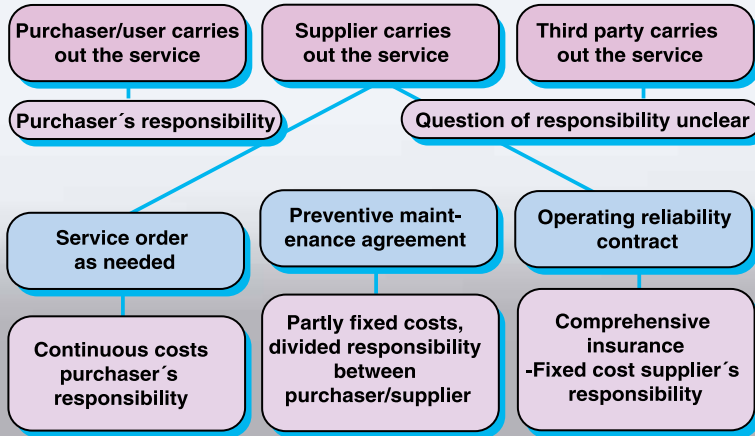 Purchaser/user carries
out the service
Supplier carries
out the service
Third party carries
out the service
Purchaser´s responsibility
Question of responsibility unclear
Service order
as needed
Preventive maint-
enance agreement
Operating reliability
contract
Continuous costs
purchaser´s
responsibility
Partly fixed costs,
divided responsibility
between
purchaser/supplier
Comprehensive
insurance
-Fixed cost supplier´s
responsibility